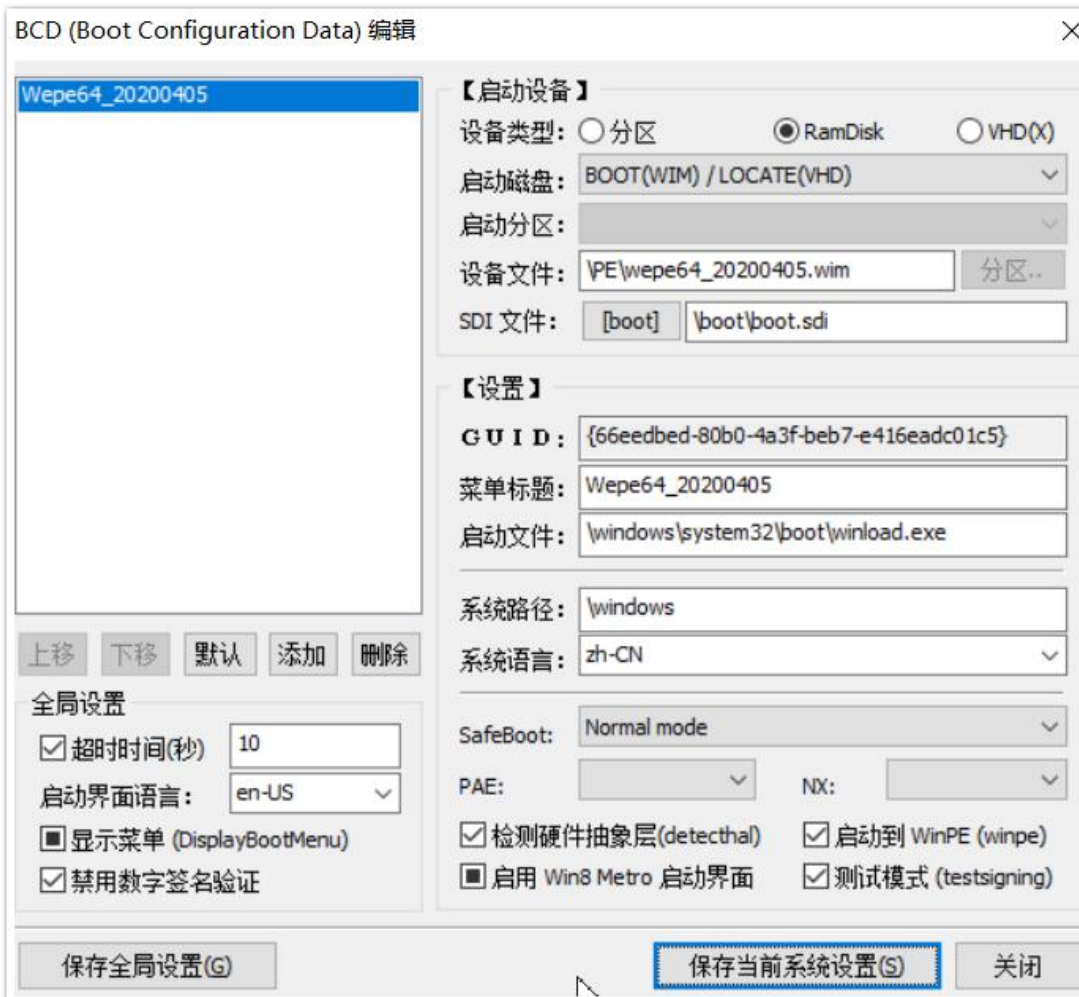 BCD (Boot Configuration Data) 编辑
Wepe64_20200405
上移 下移 默认 添加 删除
全局设置
超时时间(秒) 10
启动界面语言： en-US
显示菜单 (DisplayBootMenu)
禁用数字签名验证
【启动设备】
设备类型： 分区 RamDisk VHD(X)
启动磁盘： BOOT(WIM) / LOCATE(VHD)
启动分区：
设备文件： \PE\wepe64_20200405.wim 分区..
SDI 文件： [boot] \boot\boot.sdi
【设置】
GUID： {66eedbed-80b0-4a3f-beb7-e416eadc01c5}
菜单标题： Wepe64_20200405
启动文件： \windows\system32\boot\winload.exe
系统路径： \windows
系统语言： zh-CN
SafeBoot: Normal mode
PAE: NX:
检测硬件抽象层(detecthal) 启动到 WinPE (winpe)
启用 Win8 Metro 启动界面 测试模式 (testsigning)
保存全局设置(G) 保存当前系统设置(S) 关闭